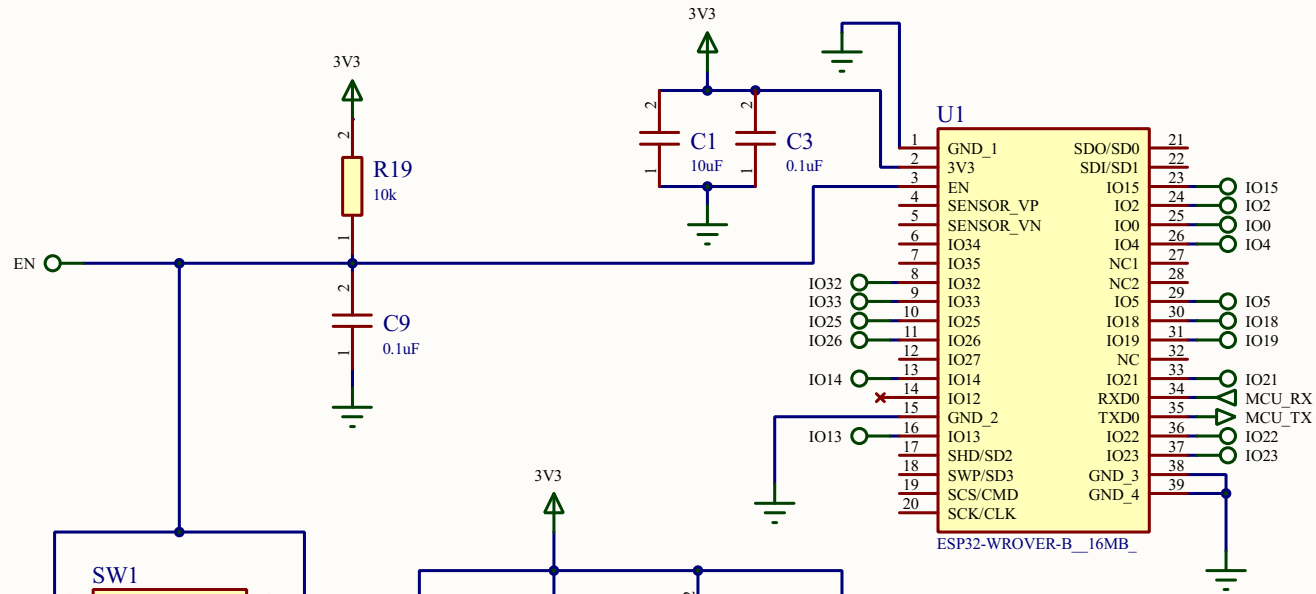 3V3
3V3
U1
1
GND_1
SDO/SD0
21
2
3V3
SDI/SD1
22
3
EN
IO15
23
IO15
4
SENSOR_VP
IO2
24
IO2
5
SENSOR_VN
IO0
25
IO0
6
IO34
IO4
26
IO4
7
IO35
NC1
27
IO32
8
IO32
NC2
28
IO33
9
IO33
IO5
29
IO5
IO25
10
IO25
IO18
30
IO18
IO26
11
IO26
IO19
31
IO19
12
IO27
NC
32
IO14
13
IO14
IO21
33
IO21
14
IO12
RXD0
34
MCU_RX
15
GND_2
TXD0
35
MCU_TX
IO13
16
IO13
IO22
36
IO22
17
SHD/SD2
IO23
37
IO23
18
SWP/SD3
GND_3
38
19
SCS/CMD
GND_4
39
20
SCK/CLK
ESP32-WROVER-B__16MB_
2
C1
10uF
1
2
C3
0.1uF
1
2
R19
10k
1
EN
2
C9
0.1uF
1
3V3
SW1